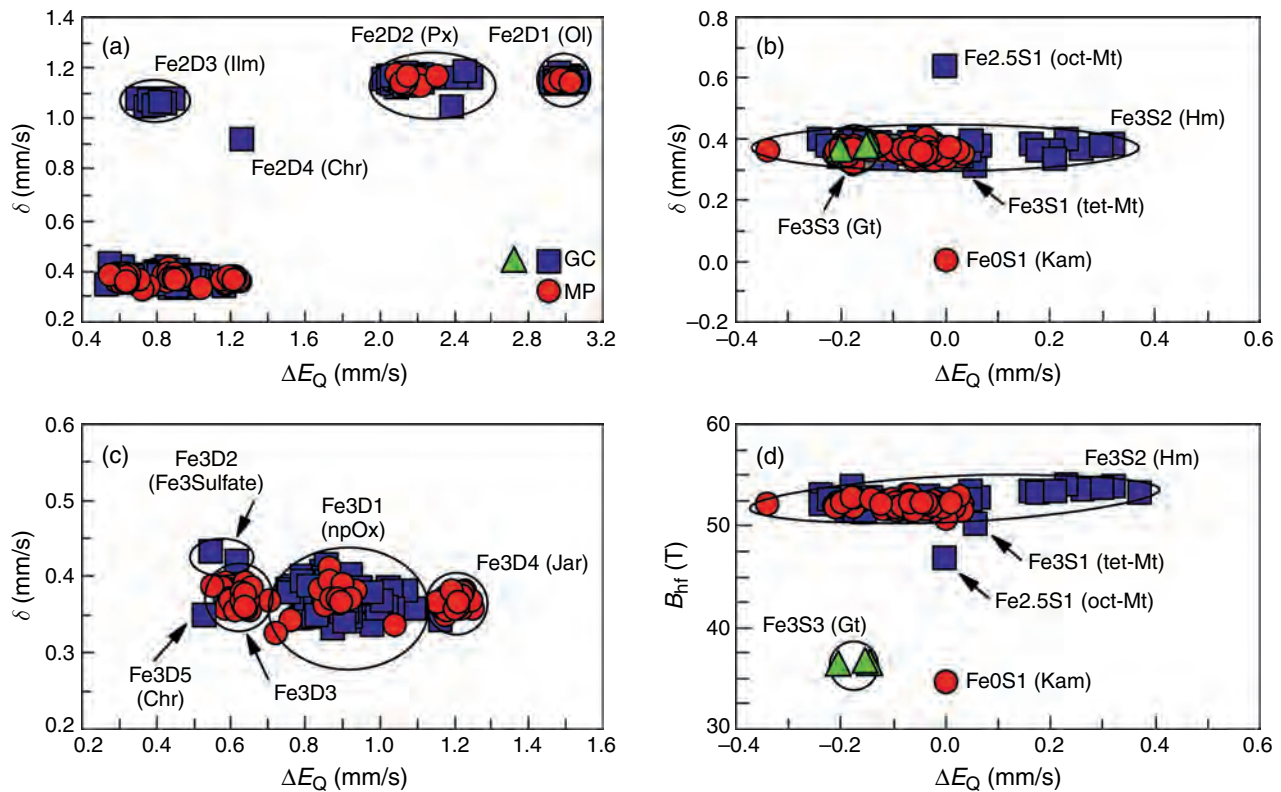 (a)
Fe2D3 (Ilm)
Fe2D2 (Px)
Fe2D1 (Ol)
Fe2D4 (Chr)
GC
MP
1.6
1.4
1.2
1.0
0.8
0.6
0.4
0.2
δ (mm/s)
0.4 0.8 1.2 1.6 2.0 2.4 2.8 3.2
ΔEQ (mm/s)
(b)
Fe2.5S1 (oct-Mt)
Fe3S2 (Hm)
Fe3S3 (Gt)
Fe3S1 (tet-Mt)
Fe0S1 (Kam)
0.8
0.6
0.4
0.2
0.0
−0.2
δ (mm/s)
−0.4 −0.2 0.0 0.2 0.4 0.6
ΔEQ (mm/s)
(c)
Fe3D2
(Fe3Sulfate)
Fe3D1
(npOx)
Fe3D4 (Jar)
Fe3D5
(Chr)
Fe3D3
0.6
0.5
0.4
0.3
0.2
δ (mm/s)
0.2 0.4 0.6 0.8 1.0 1.2 1.4 1.6
ΔEQ (mm/s)
(d)
Fe3S2 (Hm)
Fe3S1 (tet-Mt)
Fe2.5S1 (oct-Mt)
Fe3S3 (Gt)
Fe0S1 (Kam)
60
50
40
30
Bhf (T)
−0.4 −0.2 0.0 0.2 0.4 0.6
ΔEQ (mm/s)